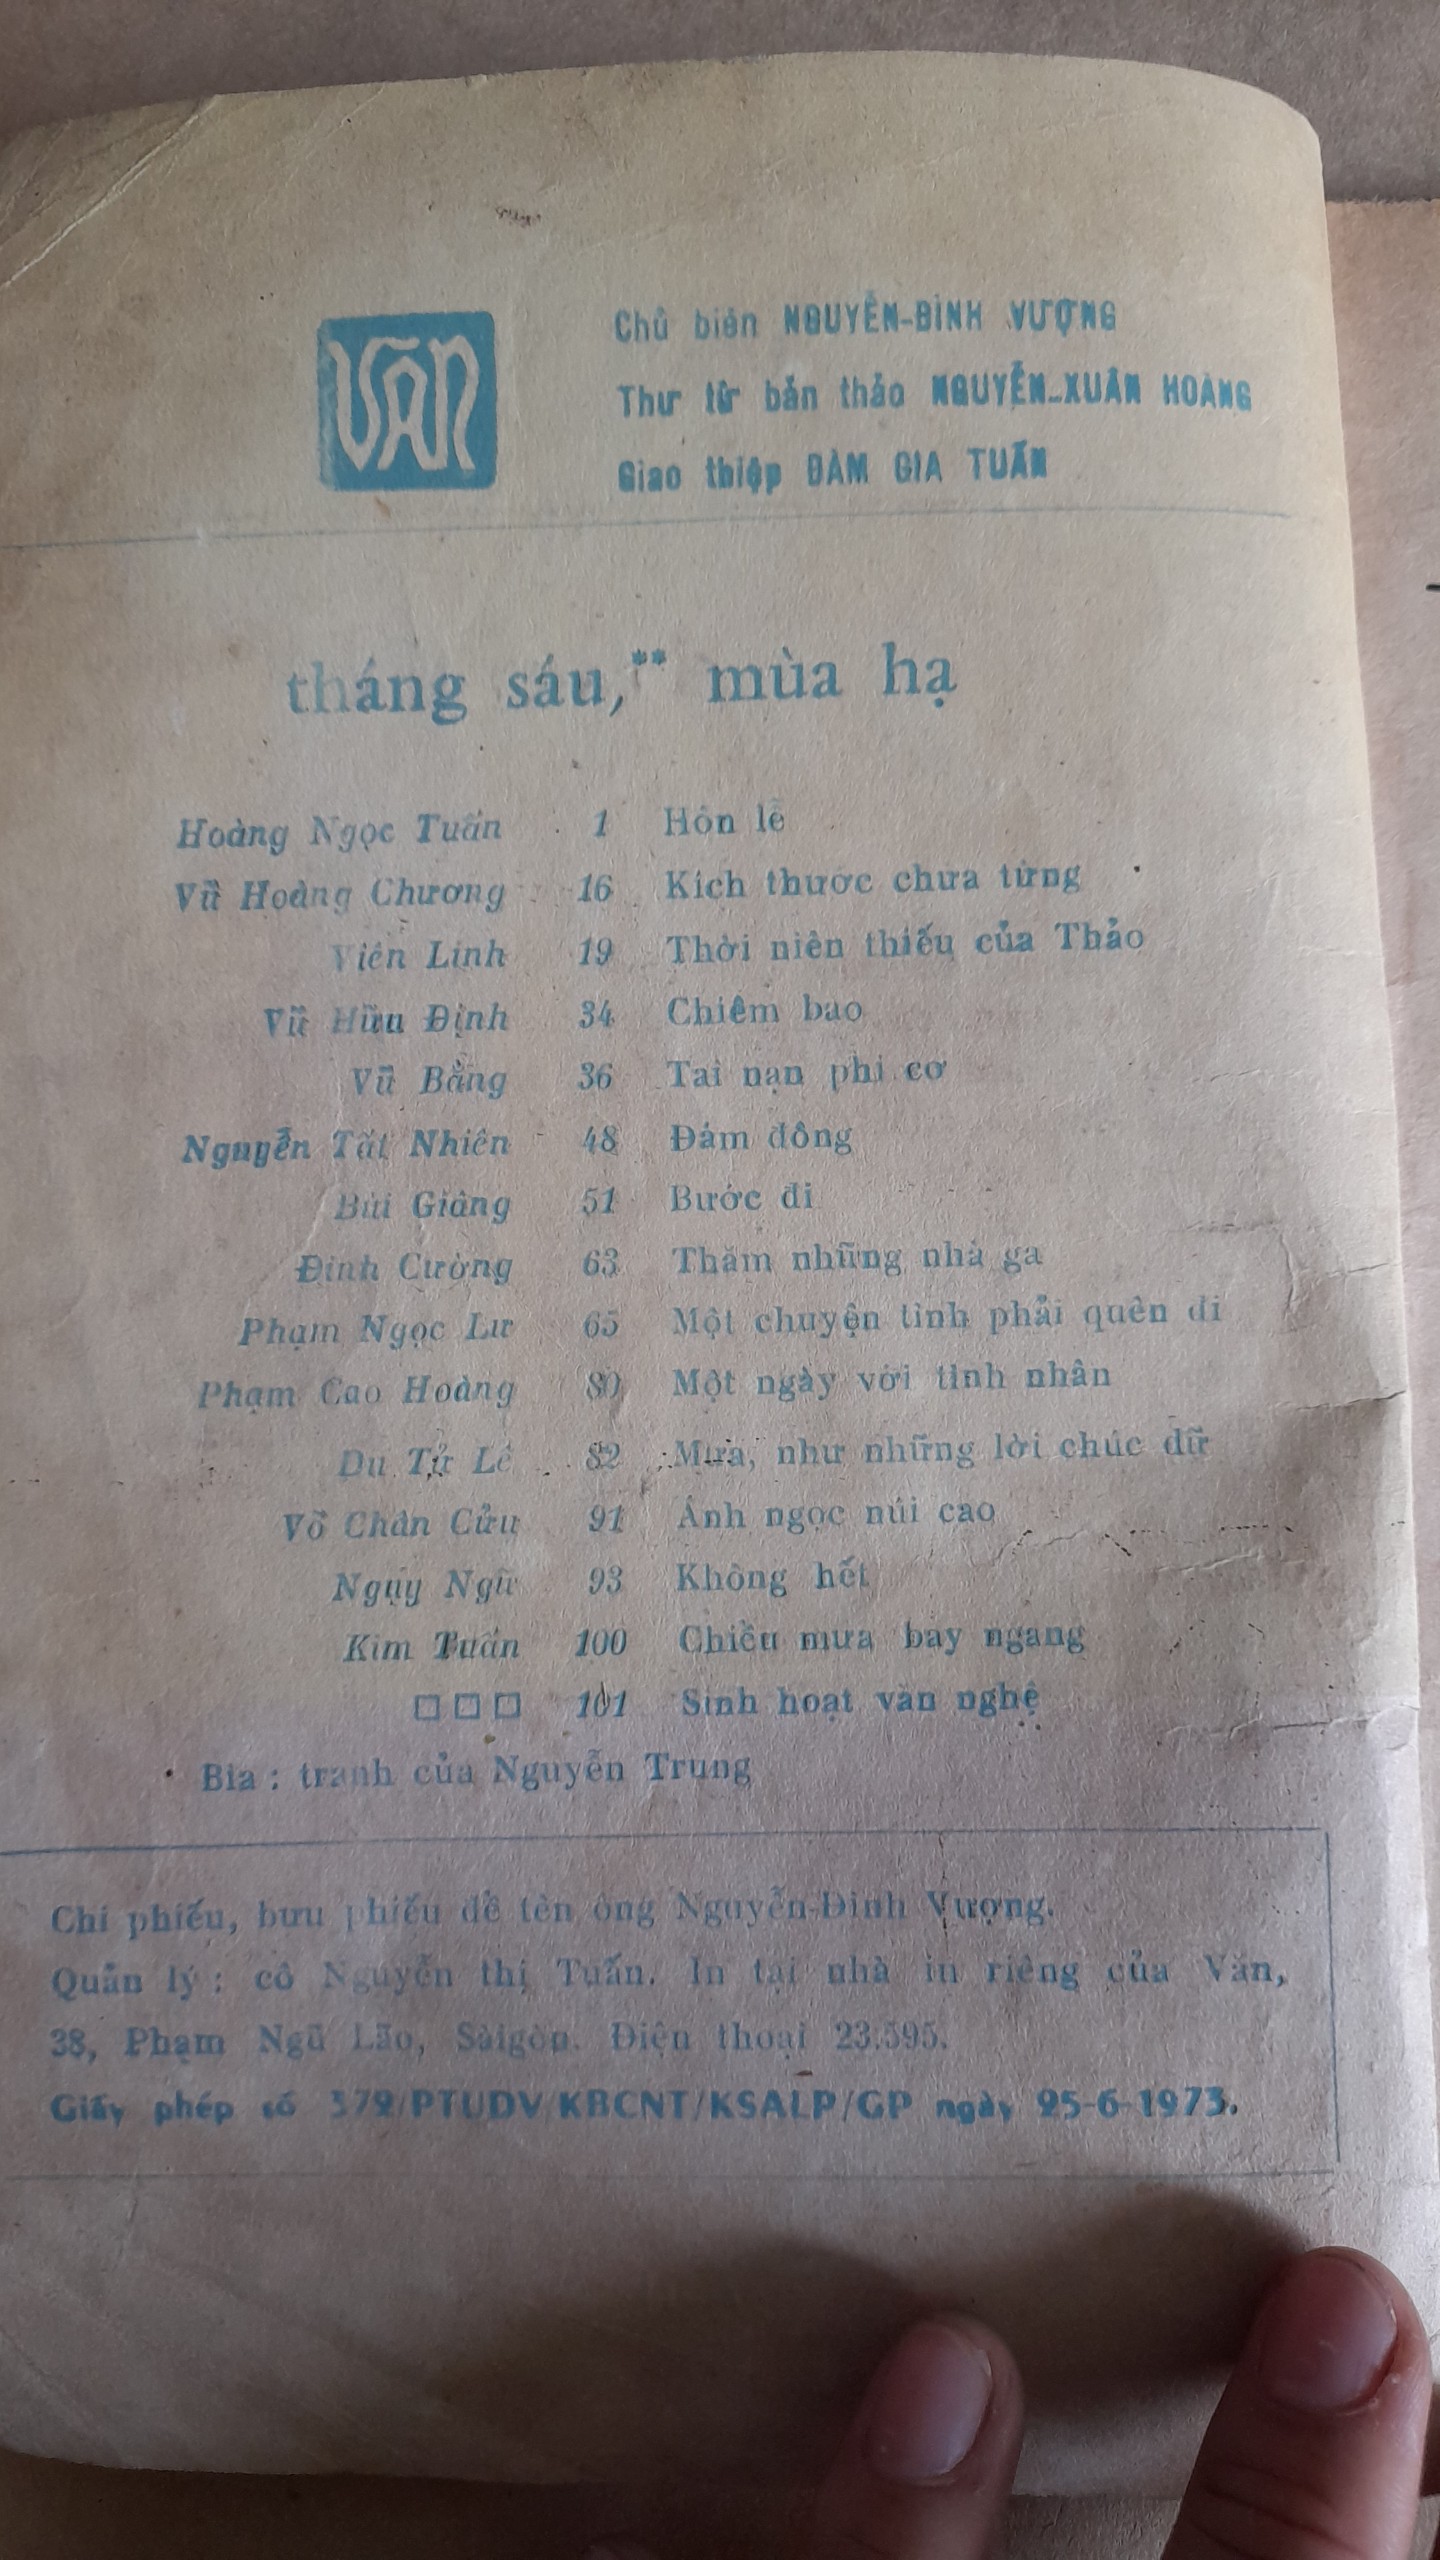 VĂN
Chủ biên NGUYỄN-ĐÌNH VƯỢNG
Thư từ bản thảo NGUYỄN-XUÂN HOÀNG
Giao thiệp ĐÀM GIA TUẤN
tháng sáu,** mùa hạ
Hoàng Ngọc Tuấn 1 Hôn lễ
Vũ Hoàng Chương 16 Kích thước chưa từng
Viên Linh 19 Thời niên thiếu của Thảo
Vũ Hữu Định 34 Chiêm bao
Vũ Bằng 36 Tai nạn phi cơ
Nguyễn Tất Nhiên 48 Đám đông
Bùi Giáng 51 Bước đi
Đinh Cường 63 Thăm những nhà ga
Phạm Ngọc Lư 65 Một chuyện tình phải quên đi
Phạm Cao Hoàng 80 Một ngày với tình nhân
Du Tử Lê 82 Mưa, như những lời chúc dữ
Võ Chân Cửu 91 Ánh ngọc núi cao
Ngụy Ngữ 93 Không hết
Kim Tuấn 100 Chiều mưa bay ngang
□□□ 101 Sinh hoạt văn nghệ
Bìa : tranh của Nguyễn Trung
Chi phiếu, bưu phiếu đề tên ông Nguyễn-Đình Vượng.
Quản lý : cô Nguyễn thị Tuấn. In tại nhà in riêng của Văn,
38, Phạm Ngũ Lão, Sàigòn. Điện thoại 23.595.
Giấy phép số 372/PTUDV/KBCNT/KSALP/GP ngày 25-6-1973.